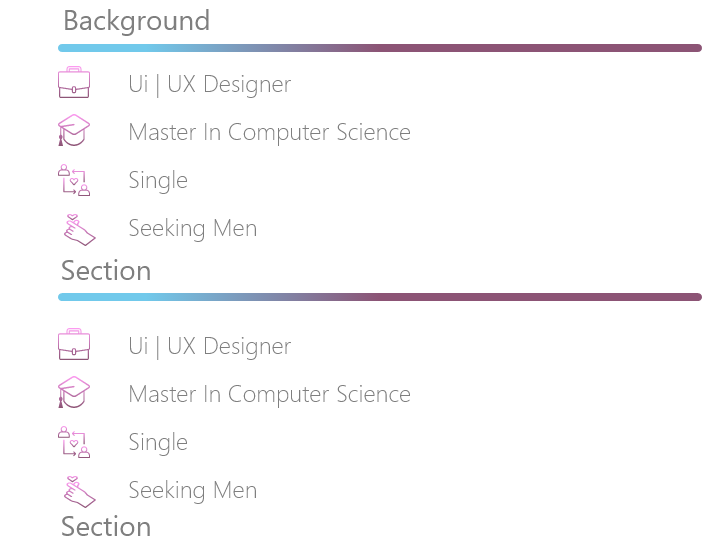 Background
Ui | UX Designer
Master In Computer Science
Single
Seeking Men
Section
Ui | UX Designer
Master In Computer Science
Single
Seeking Men
Section